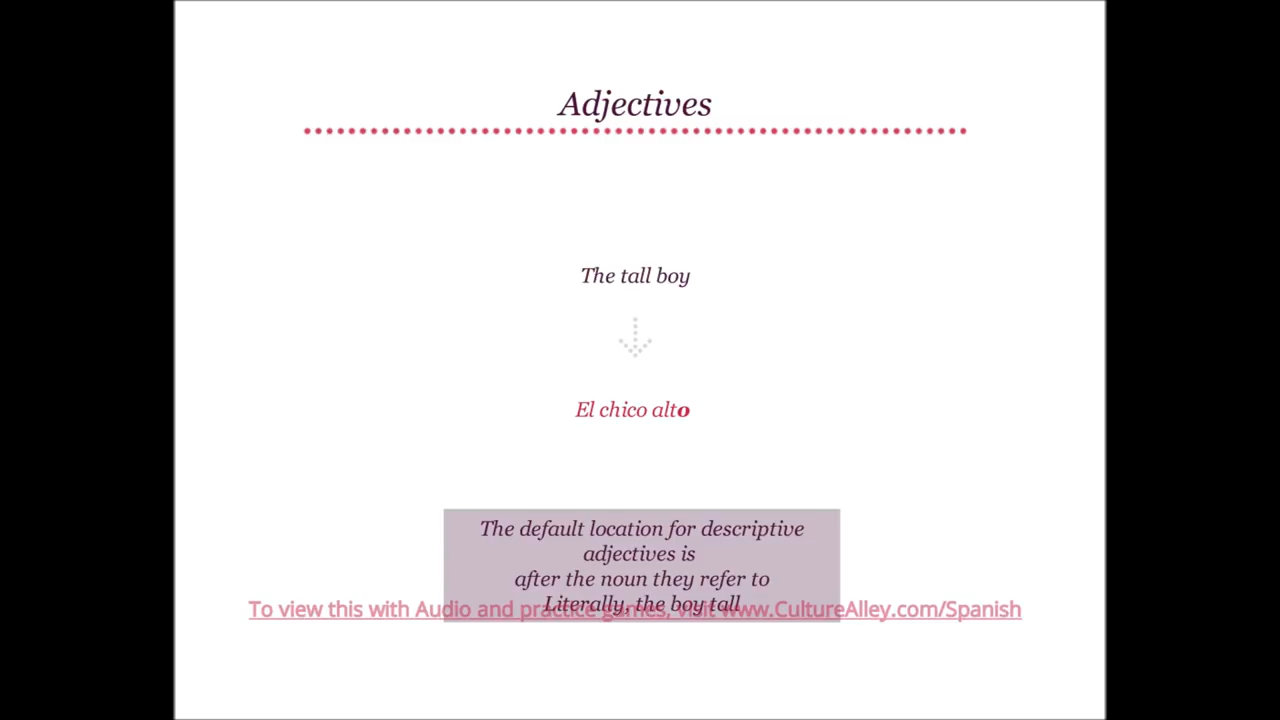 Adjectives
The tall boy
El chico alto
The default location for descriptive
adjectives is
after the noun they refer to
Literally, the boy tall
To view this with Audio and practice games, visit www.CultureAlley.com/Spanish